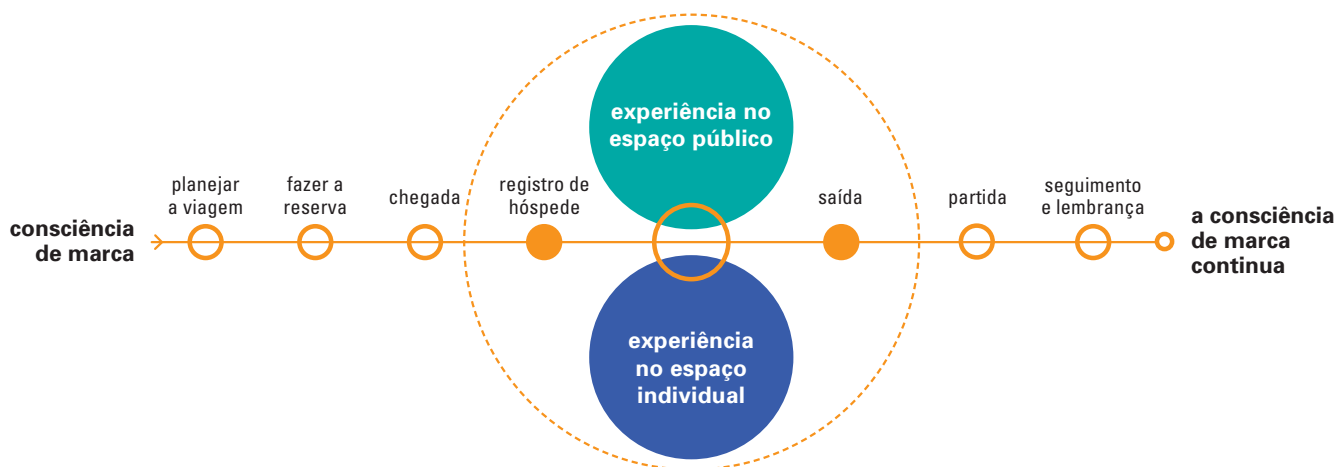 consciência
de marca
planejar
a viagem
fazer a
reserva
chegada
registro de
hóspede
experiência no
espaço público
experiência
no espaço
individual
saída
partida
seguimento
e lembrança
a consciência
de marca
continua